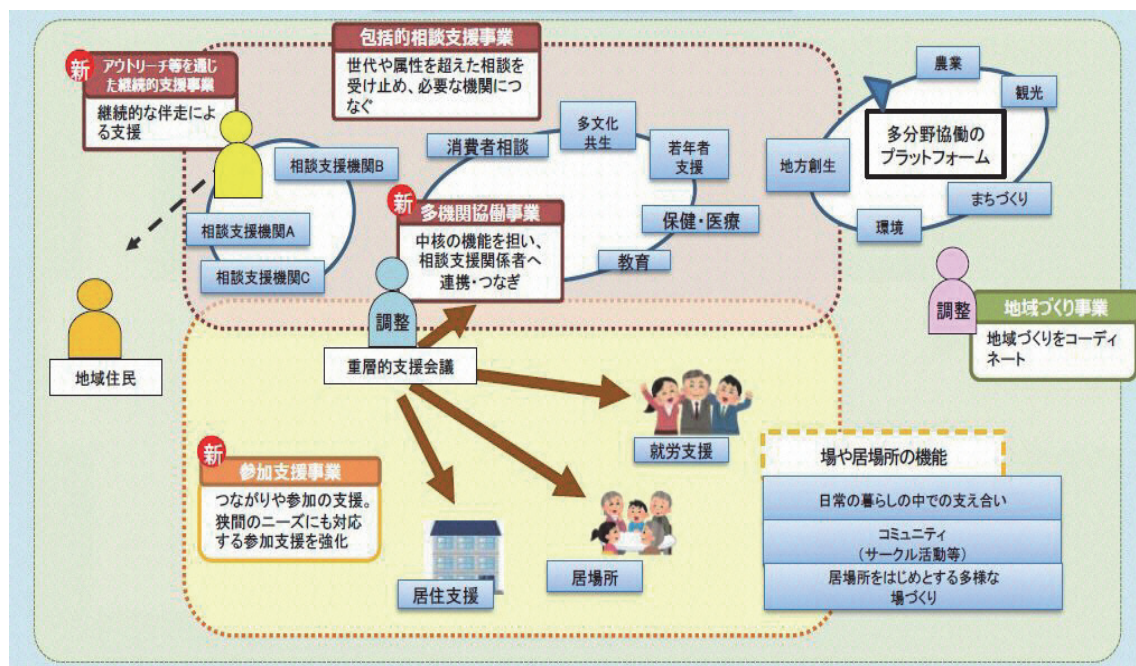 新
アウトリーチ等を通じ
た継続的支援事業
継続的な伴走によ
る支援
包括的相談支援事業
世代や属性を超えた相談を
受け止め、必要な機関につ
なぐ
相談支援機関B
相談支援機関A
相談支援機関C
消費者相談
多文化
共生
若年者
支援
保健・医療
教育
新
多機関協働事業
中核の機能を担い、
相談支援関係者へ
連携・つなぎ
農業
観光
多分野協働の
プラットフォーム
地方創生
まちづくり
環境
調整
地域づくり事業
地域づくりをコーディ
ネート
地域住民
調整
重層的支援会議
新
参加支援事業
つながりや参加の支援。
狭間のニーズにも対応
する参加支援を強化
就労支援
居場所
居住支援
場や居場所の機能
日常の暮らしの中での支え合い
コミュニティ
(サークル活動等)
居場所をはじめとする多様な
場づくり